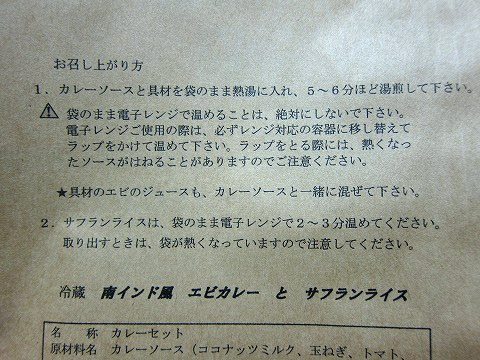 お召し上がり方
１．カレーソースと具材を袋のまま熱湯に入れ、５～６分ほど湯煎して下さい。
袋のまま電子レンジで温めることは、絶対にしないで下さい。
電子レンジご使用の際は、必ずレンジ対応の容器に移し替えて
ラップをかけて温めて下さい。ラップをとる際には、熱くなっ
たソースがはねることがありますのでご注意ください。
★具材のエビのジュースも、カレーソースと一緒に混ぜて下さい。
２．サフランライスは、袋のまま電子レンジで２～３分温めてください。
取り出すときは、袋が熱くなっていますので注意してください。
冷蔵　南インド風　エビカレー　と　サフランライス
名　　称　カレーセット
原材料名　カレーソース（ココナッツミルク、玉ねぎ、トマト、